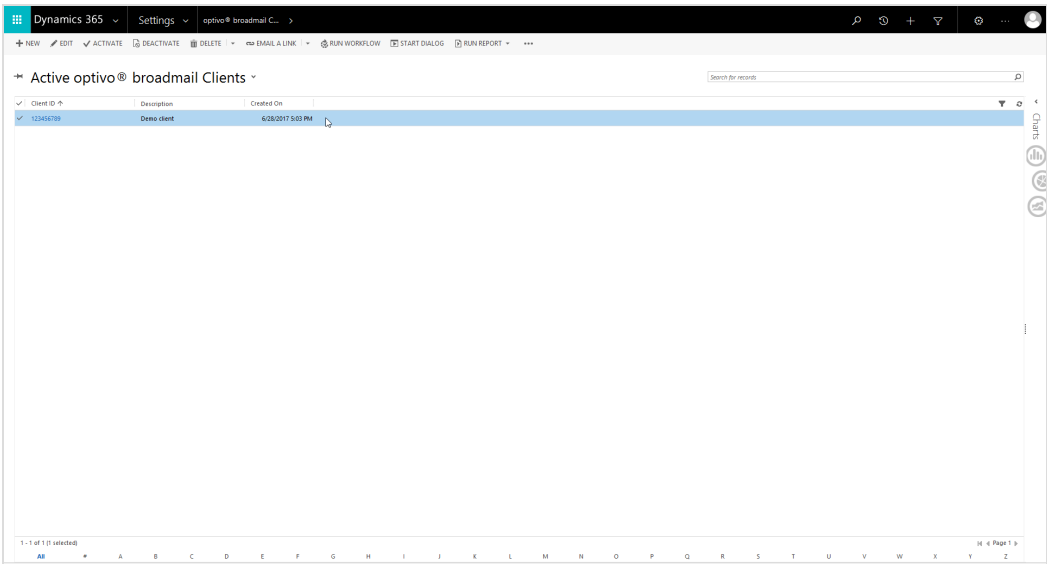 Dynamics 365 Settings optivo® broadmail C...
NEW EDIT ACTIVATE DEACTIVATE DELETE EMAIL A LINK RUN WORKFLOW START DIALOG RUN REPORT
Active optivo® broadmail Clients
Search for records
Client ID Description Created On
123456789 Demo client 6/28/2017 5:03 PM
Charts
1 - 1 of 1 (1 selected) Page 1
All # A B C D E F G H I J K L M N O P Q R S T U V W X Y Z